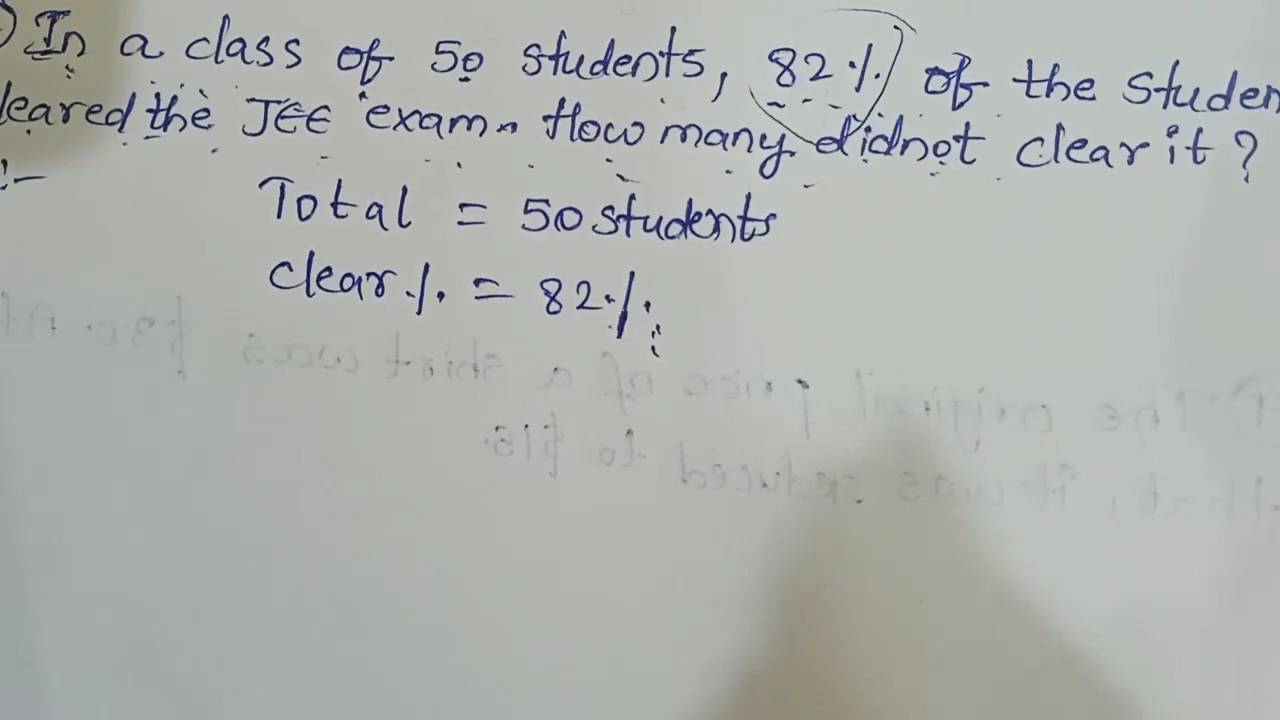 ) In a class of 50 students, 82% of the studen
leared the JEE exam. How many didnot clear it?
:-
Total = 50 students
clear % = 82%